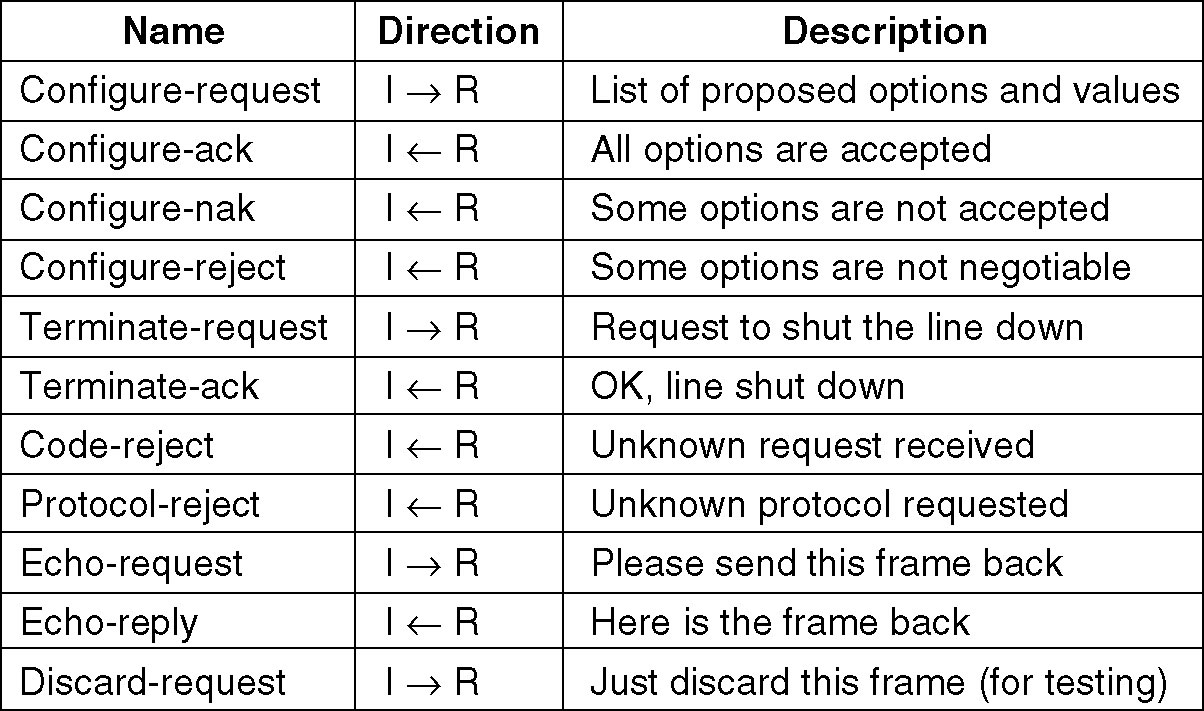 Name Direction Description
Configure-request I → R List of proposed options and values
Configure-ack I ← R All options are accepted
Configure-nak I ← R Some options are not accepted
Configure-reject I ← R Some options are not negotiable
Terminate-request I → R Request to shut the line down
Terminate-ack I ← R OK, line shut down
Code-reject I ← R Unknown request received
Protocol-reject I ← R Unknown protocol requested
Echo-request I → R Please send this frame back
Echo-reply I ← R Here is the frame back
Discard-request I → R Just discard this frame (for testing)